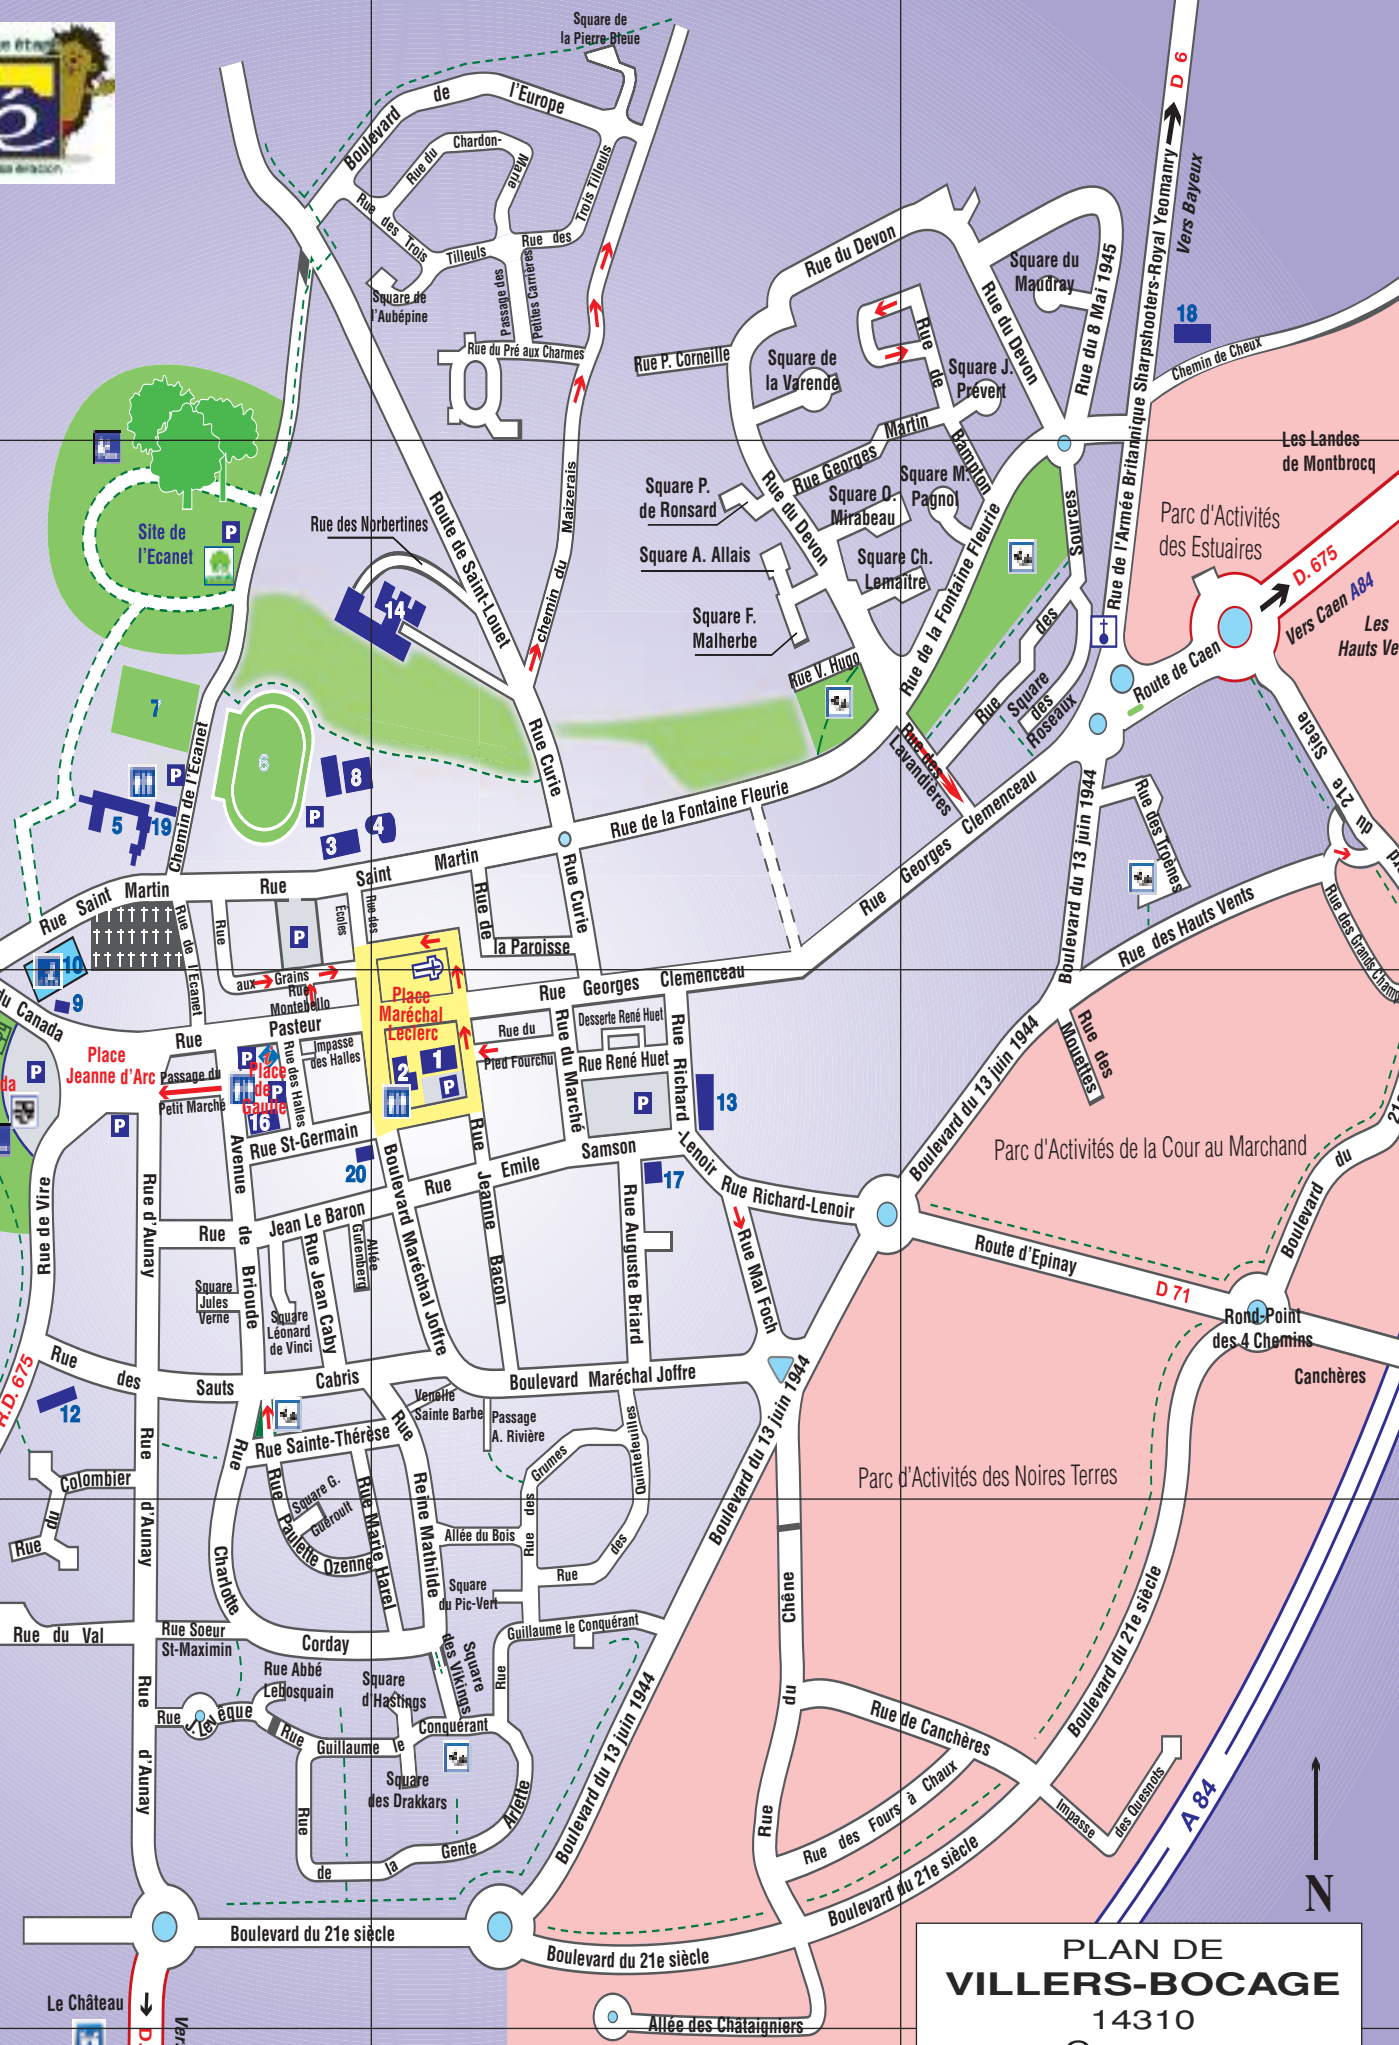 é
Square de
la Pierre Bleue
Boulevard de l'Europe
Rue du Chardon-Marie
Rue des Trois Tilleuls
Rue des Trois Tilleuls
Square de
l'Aubépine
Passage des
Petites Carrières
Rue du Pré aux Charmes
D 6
Vers Bayeux
Rue de l'Armée Britannique Sharpshooters-Royal Yeomanry
18
Chemin de Cheux
Rue du Devon
Square du
Maudray
Rue du 8 Mai 1945
Rue du Devon
Rue P. Corneille
Square de
la Varende
Rue de Bampton
Square J.
Prévert
Rue Georges Martin
Square M.
Pagnol
Square P.
de Ronsard
Rue du Devon
Square O.
Mirabeau
Square A. Allais
Square Ch.
Lemaître
Square F.
Malherbe
Rue V. Hugo
Rue de la Fontaine Fleurie
Les Landes
de Montbrocq
Parc d'Activités
des Estuaires
D. 675
Vers Caen A84
Les
Hauts Ve
Route de Caen
Rue des Sources
Square
des
Roseaux
Rue des
Lavandières
Site de
l'Ecanet
P
Rue des Norbertines
14
Route de Saint-Louet
chemin du Maizerais
7
6
8
P
P
5
19
3
4
Chemin de l'Ecanet
Rue Curie
Rue de la Fontaine Fleurie
Rue Georges Clemenceau
Boulevard du 13 juin 1944
Rue des Troènes
Rue des Hauts Vents
Siècle
21e
du
Rue des Grands Champ
Rue Saint Martin
Rue Saint Martin
Rue Curie
Rue de
la Paroisse
10
9
du Canada
Rue de l'Ecanet
Rue aux Grains
P
Ecoles
Rue des
Rue
Montebello
Place
Maréchal
Leclerc
1
2
P
Rue Georges Clemenceau
Rue Pasteur
Impasse
des Halles
Rue des Halles
Rue du
Pied Fourchu
Rue du Marché
Desserte René Huet
Rue René Huet
Rue Richard-Lenoir
P
13
Place
Jeanne d'Arc
P
da
P
Passage du
Petit Marché
P
Place
de
Gaulle
P
16
Rue St-Germain
20
Rue Emile Samson
17
Rue Richard-Lenoir
Rue des
Mouettes
Boulevard du 13 juin 1944
Parc d'Activités de la Cour au Marchand
Boulevard du 21
Route d'Epinay
D 71
Rond-Point
des 4 Chemins
Canchères
Rue de Vire
Rue d'Aunay
Avenue de Brioude
Rue Jean Le Baron
Square
Jules
Verne
Square
Léonard
de Vinci
Rue Jean Caby
Allée
Gutenberg
Boulevard Maréchal Joffre
Rue Jeanne Bacon
Rue Auguste Briard
Rue Mal Foch
Boulevard Maréchal Joffre
R.D. 675
12
Rue des Sauts Cabris
Venelle
Sainte Barbe
Passage
A. Rivière
Rue Sainte-Thérèse
Rue du Colombier
Rue d'Aunay
Rue Charlotte Corday
Square G.
Guéroult
Rue Paulette Ozenne
Rue Marie Harel
Rue Reine Mathilde
Allée du Bois
Rue des Grumes
Rue des Quintefeuilles
Square
du Pic-Vert
Boulevard du 13 juin 1944
Parc d'Activités des Noires Terres
Rue du Val
Rue Soeur
St-Maximin
Rue Abbé
Lebosquain
Rue J. Levêque
Square
d'Hastings
Square
des Vikings
Rue Guillaume le Conquérant
Rue Guillaume le Conquérant
Square
des Drakkars
Rue de la Gente Arlette
Rue d'Aunay
Boulevard du 13 juin 1944
Rue du Chêne
Rue de Canchères
Rue des Fours à Chaux
Boulevard du 21e siècle
Impasse des Quesnots
A 84
Boulevard du 21e siècle
Boulevard du 21e siècle
Boulevard du 21e siècle
Allée des Châtaigniers
Le Château
D.
Vers
N
PLAN DE
VILLERS-BOCAGE
14310